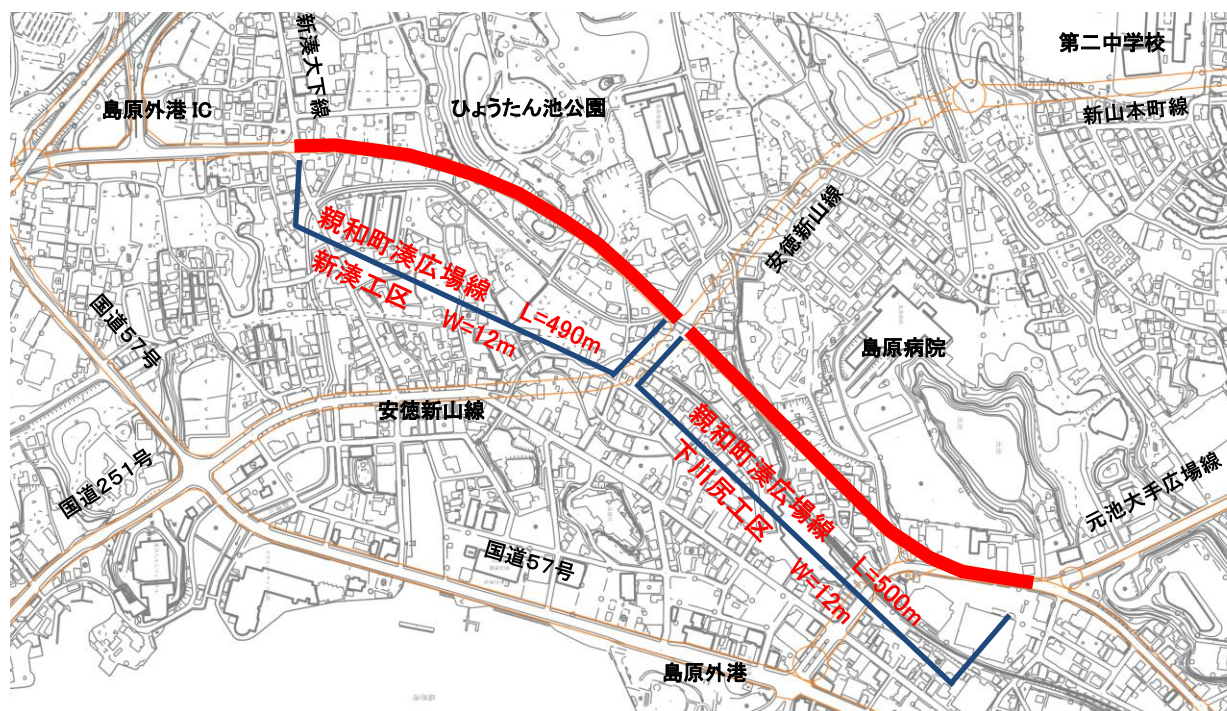 新湊大下線
第二中学校
島原外港 IC
ひょうたん池公園
新山本町線
安徳新山線
親和町湊広場線
新湊工区
L=490m
W=12m
国道57号
島原病院
安徳新山線
親和町湊広場線
下川尻工区
国道251号
元池大手広場線
国道57号
L=500m
W=12m
島原外港